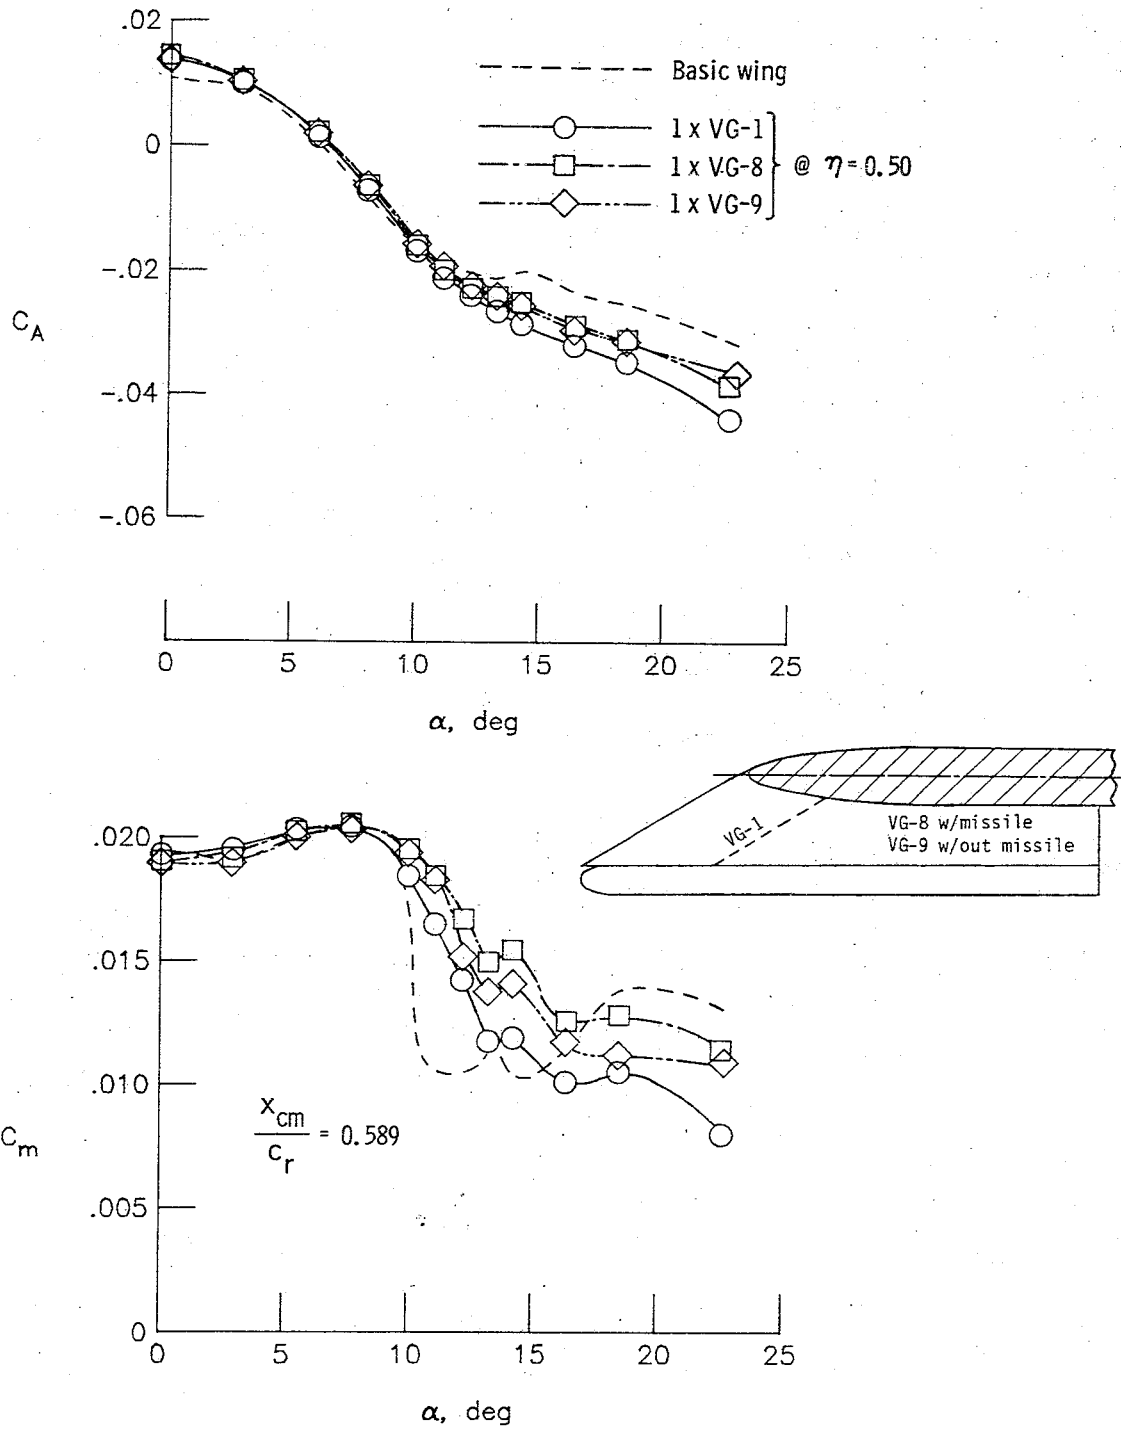 .02
0
-.02
-.04
-.06
C_A
Basic wing
1 x VG-1
1 x VG-8
1 x VG-9
@ η = 0.50
0 5 10 15 20 25
α, deg
VG-1
VG-8 w/missile
VG-9 w/out missile
.020
.015
.010
.005
0
C_m
x_cm
c_r
= 0.589
0 5 10 15 20 25
α, deg